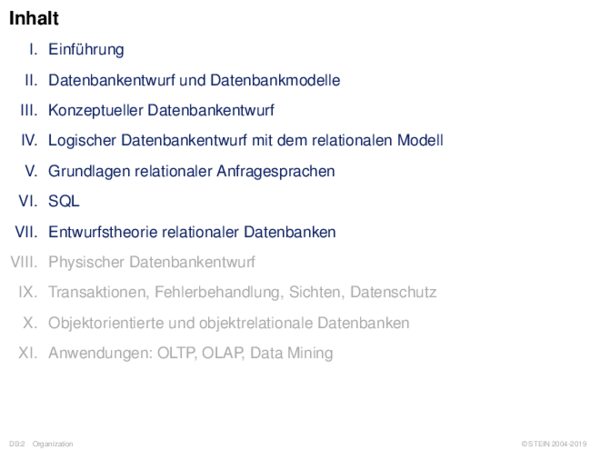 Inhalt
I. Einführung
II. Datenbankentwurf und Datenbankmodelle
III. Konzeptueller Datenbankentwurf
IV. Logischer Datenbankentwurf mit dem relationalen Modell
V. Grundlagen relationaler Anfragesprachen
VI. SQL
VII. Entwurfstheorie relationaler Datenbanken
VIII. Physischer Datenbankentwurf
IX. Transaktionen, Fehlerbehandlung, Sichten, Datenschutz
X. Objektorientierte und objektrelationale Datenbanken
XI. Anwendungen: OLTP, OLAP, Data Mining
DS:2 Organization © STEIN 2004-2019